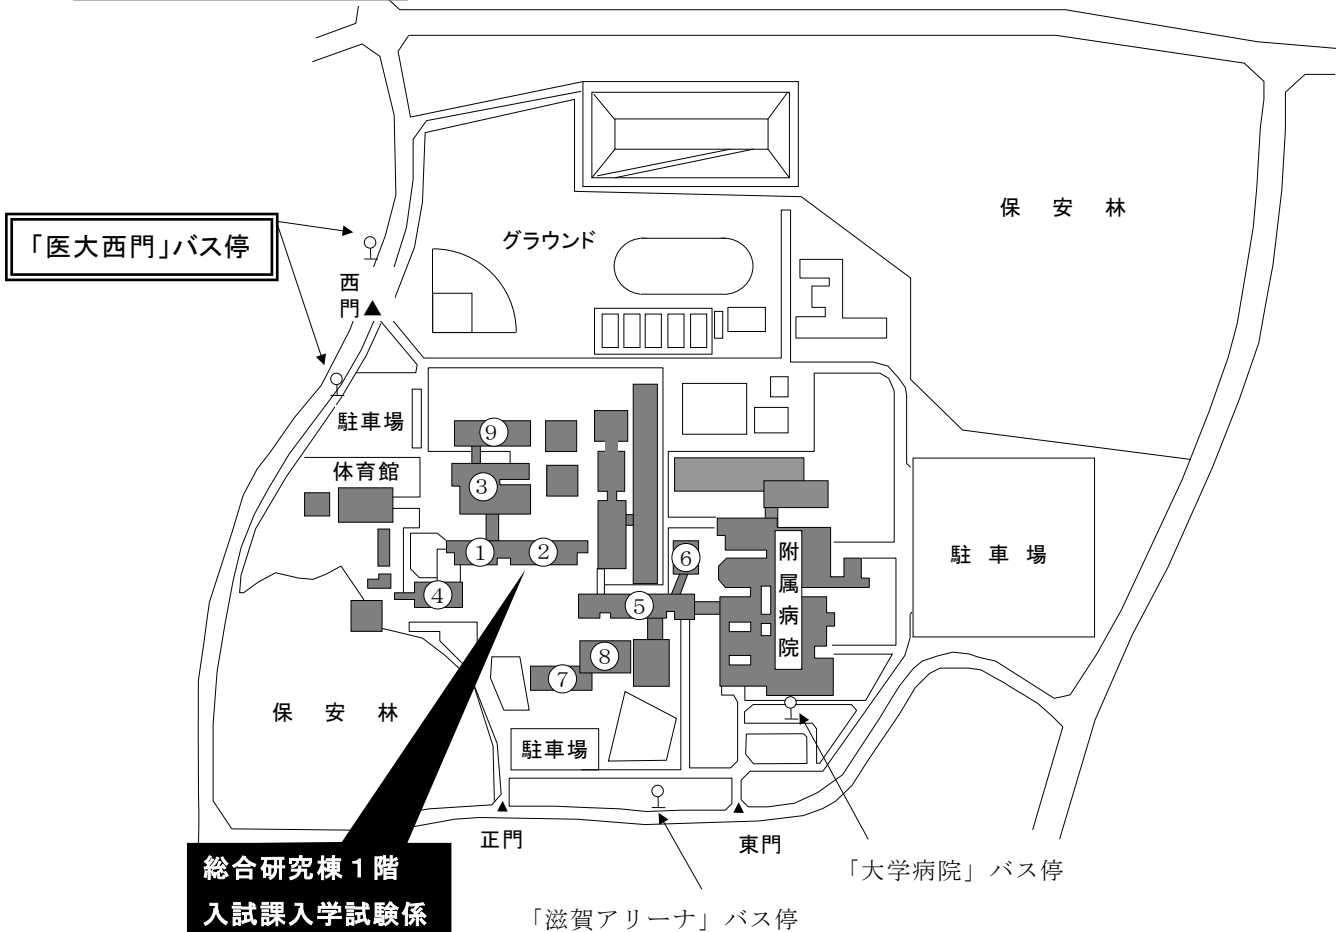 保 安 林
グラウンド
「医大西門」バス停
西門
駐車場
⑨
体育館
③
①
②
⑥
附属病院
駐 車 場
④
⑤
⑧
⑦
保 安 林
駐車場
正門
東門
総合研究棟１階
入試課入学試験係
「大学病院」バス停
「滋賀アリーナ」バス停